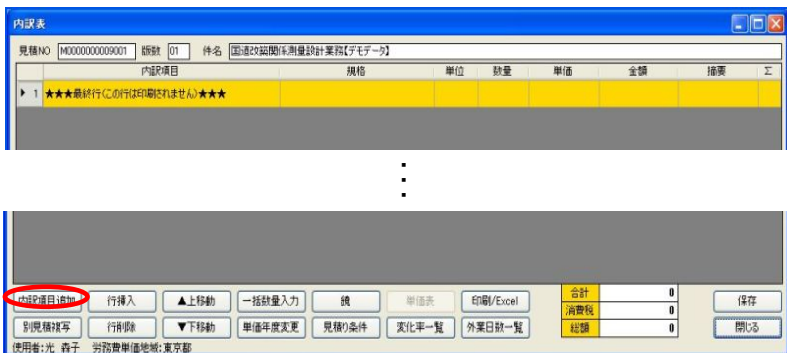 内訳表
見積NO M0000000009001 版数 01 件名 国道改築関係測量設計業務【デモデータ】
内訳項目 規格 単位 数量 単価 金額 摘要 Σ
1 ★★★最終行(この行は印刷されません)★★★
内訳項目追加 行挿入 ▲上移動 一括数量入力 鏡 単価表 印刷/Excel 合計 0 保存
消費税 0
別見積複写 行削除 ▼下移動 単価年度変更 見積り条件 変化率一覧 外業日数一覧 総額 0 閉じる
使用者:光 森子 労務費単価地域:東京都